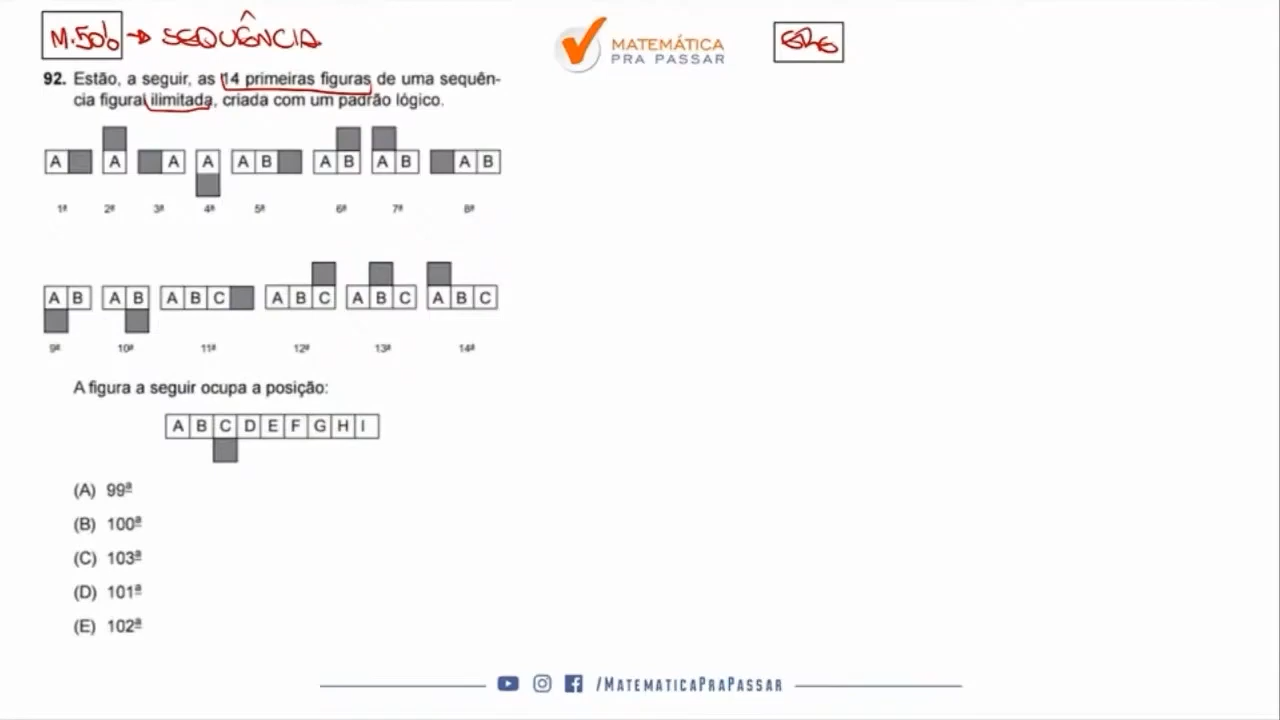 M.50% → SEQUÊNCIA
MATEMÁTICA
PRA PASSAR
92. Estão, a seguir, as 14 primeiras figuras de uma sequên-
cia figural ilimitada, criada com um padrão lógico.
A A A A A B A B A B A B
1ª 2ª 3ª 4ª 5ª 6ª 7ª 8ª
A B A B A B C A B C A B C A B C
9ª 10ª 11ª 12ª 13ª 14ª
A figura a seguir ocupa a posição:
A B C D E F G H I
(A) 99ª
(B) 100ª
(C) 103ª
(D) 101ª
(E) 102ª
/MATEMATICAPRAPASSAR